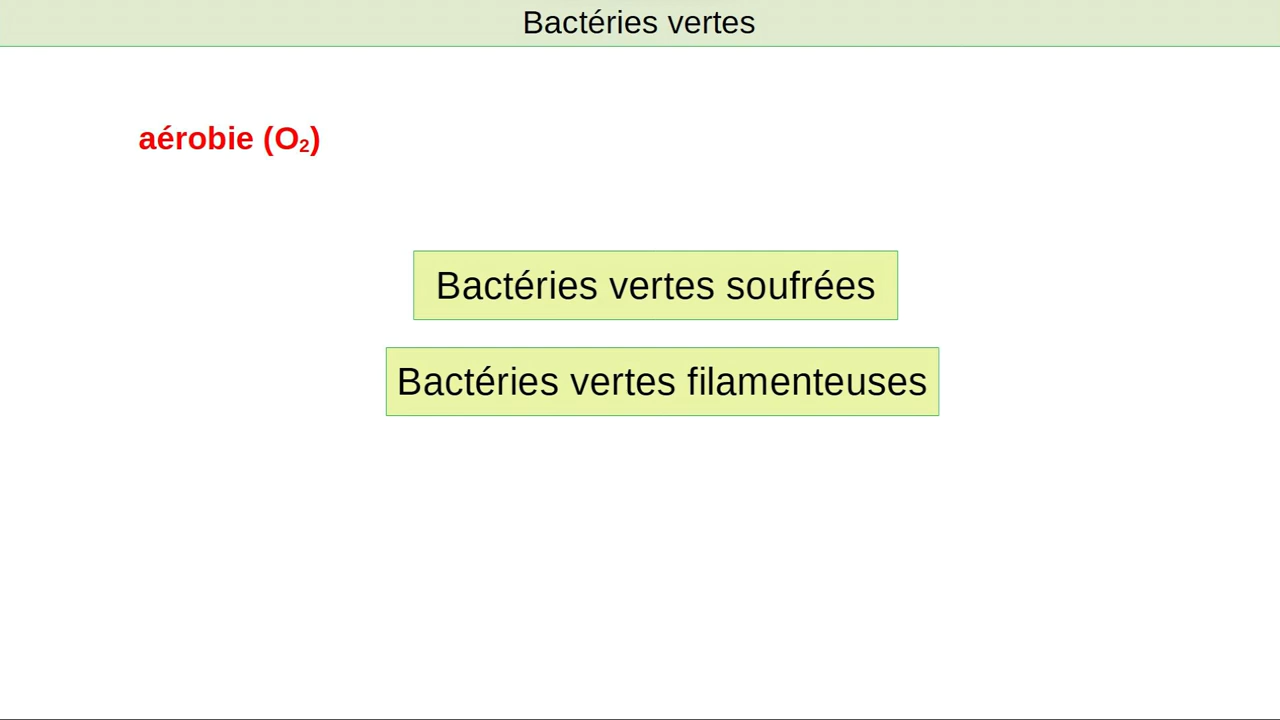 Bactéries vertes
aérobie (O₂)
Bactéries vertes soufrées
Bactéries vertes filamenteuses